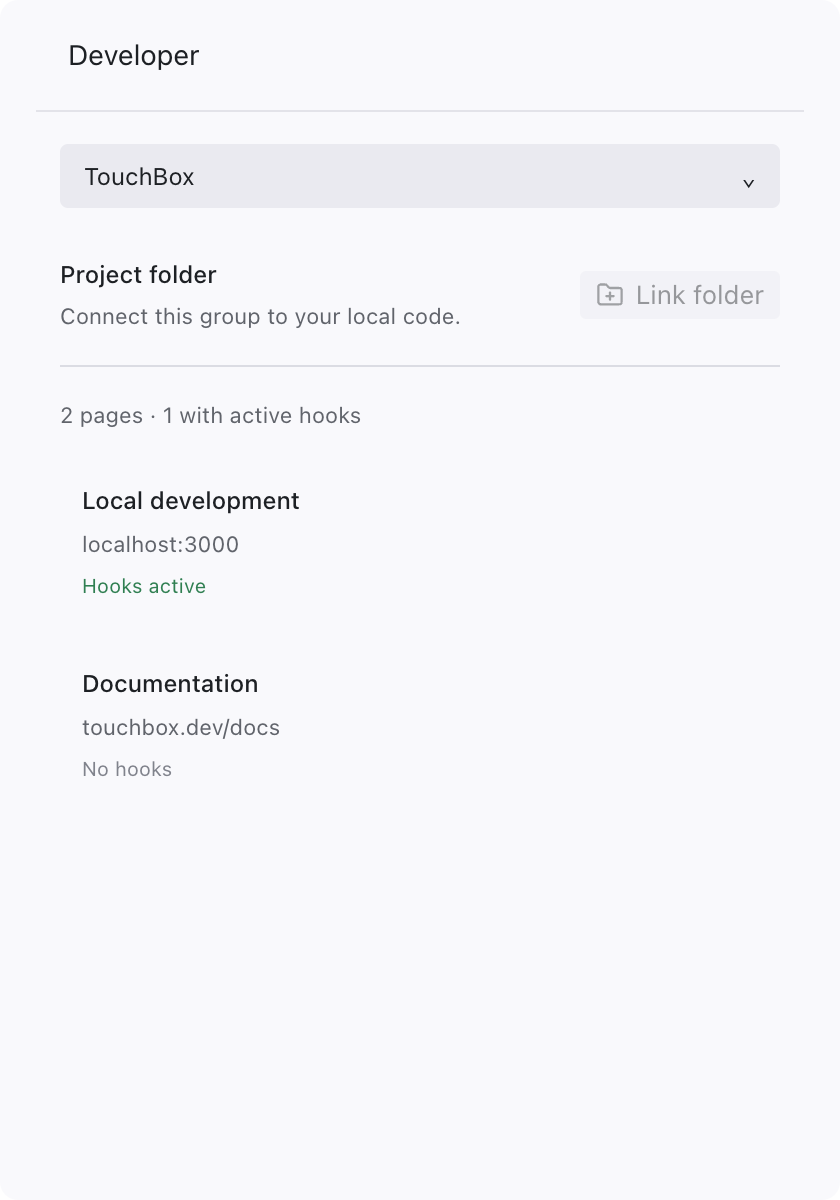 Developer
TouchBox
Project folder
Link folder
Connect this group to your local code.
2 pages · 1 with active hooks
Local development
localhost:3000
Hooks active
Documentation
touchbox.dev/docs
No hooks